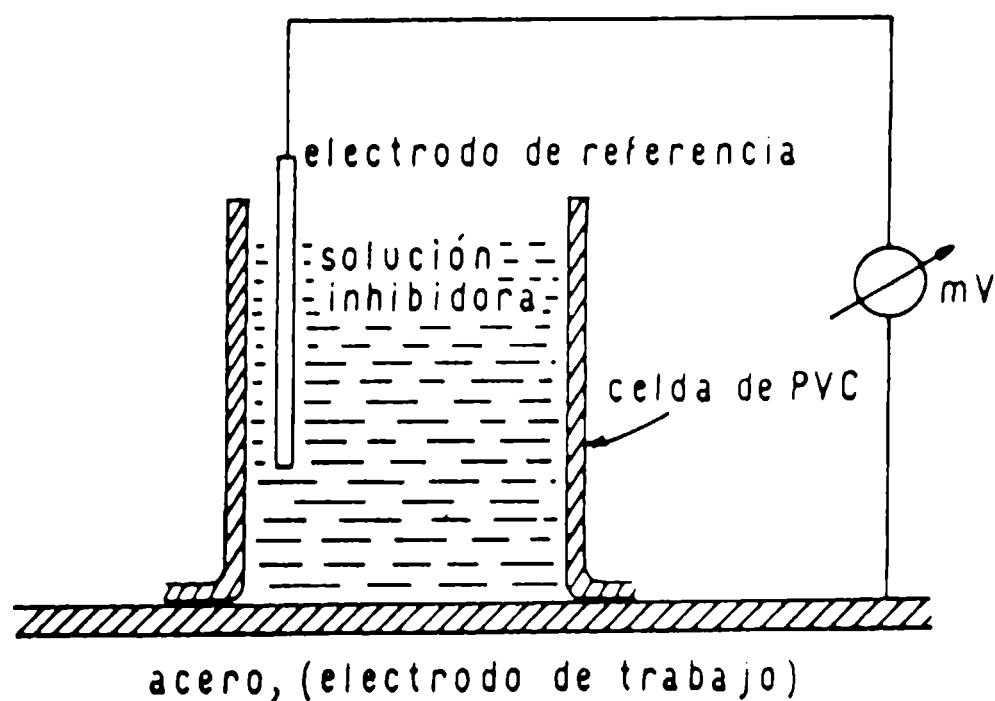 electrodo de referencia
solución
inhibidora
mV
celda de PVC
acero, (electrodo de trabajo)